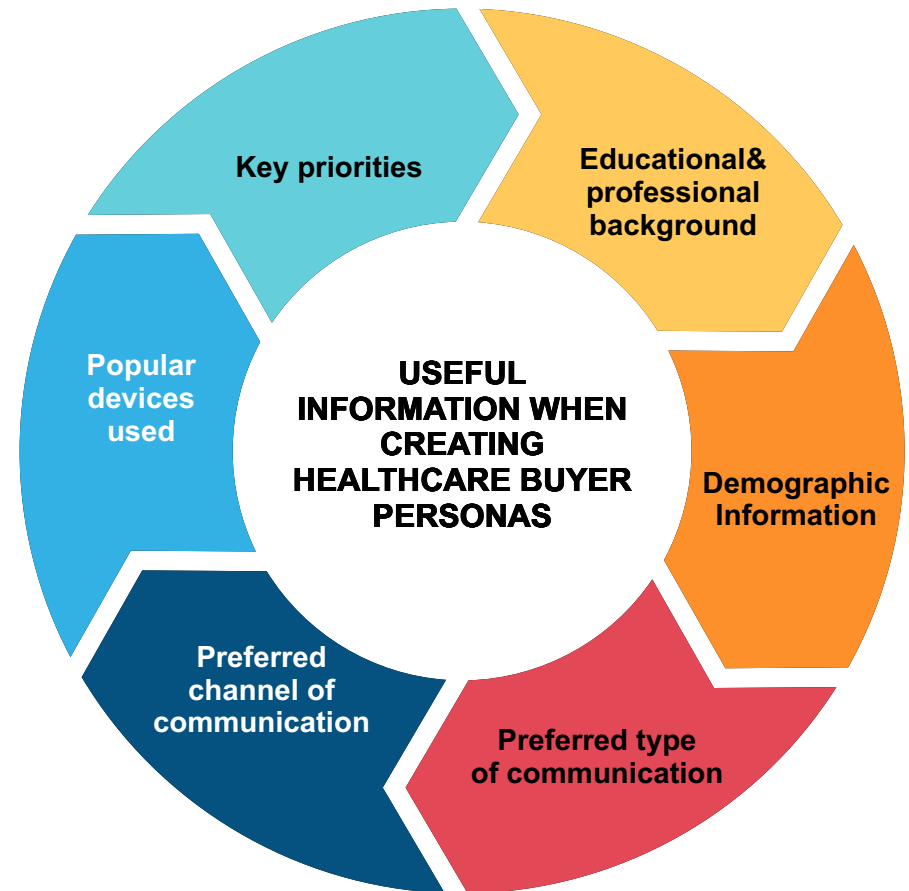 USEFUL
INFORMATION WHEN
CREATING
HEALTHCARE BUYER
PERSONAS
Key priorities
Educational&
professional
background
Demographic
Information
Preferred type
of communication
Preferred
channel of
communication
Popular
devices
used